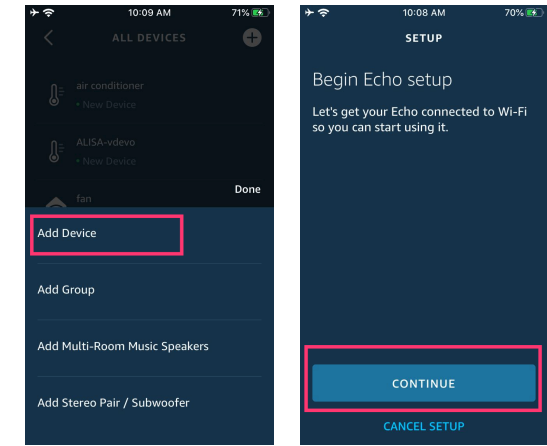 10:09 AM
71%
ALL DEVICES
air conditioner
• New Device
ALISA-vdevo
• New Device
fan
Done
Add Device
Add Group
Add Multi-Room Music Speakers
Add Stereo Pair / Subwoofer
10:08 AM
70%
SETUP
Begin Echo setup
Let's get your Echo connected to Wi-Fi
so you can start using it.
CONTINUE
CANCEL SETUP